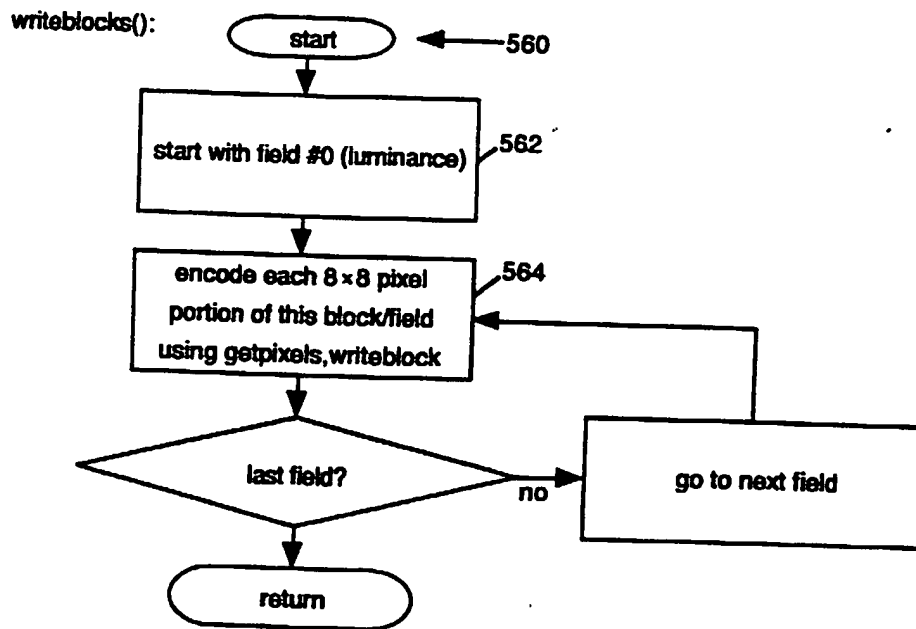 writeblocks():
start
560
start with field #0 (luminance)
562
encode each 8×8 pixel
portion of this block/field
using getpixels,writeblock
564
last field?
no
go to next field
return